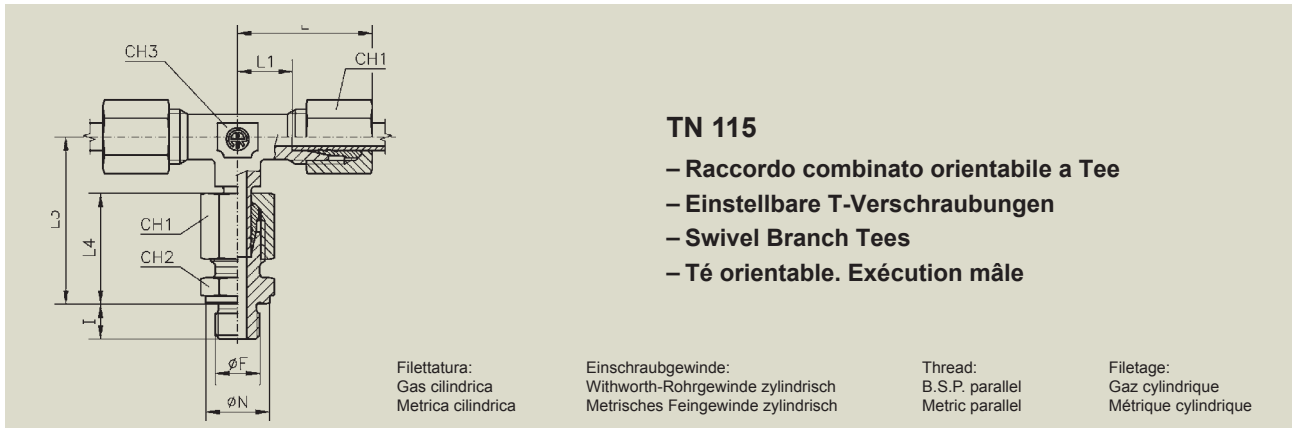 CH3
L1
CH1
L4
CH1
CH2
I
øF
øN
TN 115
– Raccordo combinato orientabile a Tee
– Einstellbare T-Verschraubungen
– Swivel Branch Tees
– Té orientable. Exécution mâle
Filettatura:
Gas cilindrica
Metrica cilindrica
Einschraubgewinde:
Withworth-Rohrgewinde zylindrisch
Metrisches Feingewinde zylindrisch
Thread:
B.S.P. parallel
Metric parallel
Filetage:
Gaz cylindrique
Métrique cylindrique